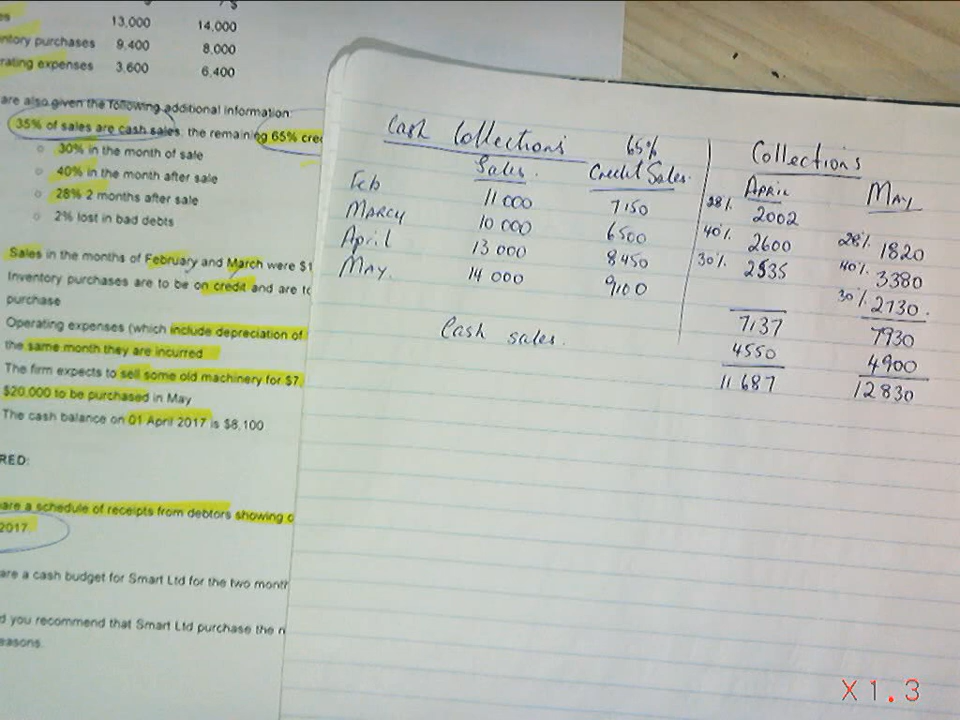 / $
es 13,000 14,000
ntory purchases 9,400 8,000
rating expenses 3,600 6,400
are also given the following additional information:
35% of sales are cash sales, the remaining 65% cre
30% in the month of sale
40% in the month after sale
28% 2 months after sale
2% lost in bad debts
Sales in the months of February and March were $1
Inventory purchases are to be on credit and are to
purchase
Operating expenses (which include depreciation of
the same month they are incurred
The firm expects to sell some old machinery for $7
$20,000 to be purchased in May
The cash balance on 01 April 2017 is $8,100
RED:
are a schedule of receipts from debtors showing c
2017.
are a cash budget for Smart Ltd for the two month
d you recommend that Smart Ltd purchase the n
easons.
Cash Collections 65% Collections
Sales. Credit Sales. April May
Feb 11 000 7150 28% 2002
March 10 000 6500 40% 2600 28% 1820
April 13 000 8450 30% 2535 40% 3380
May. 14 000 9100 30% 2730.
7137 7930
Cash sales. 4550 4900
11 687 12830
X1.3